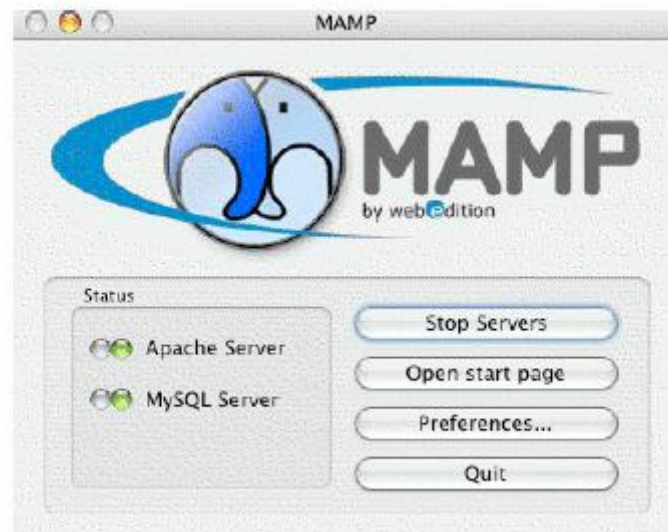 MAMP
MAMP
by webedition
Status
Apache Server
MySQL Server
Stop Servers
Open start page
Preferences...
Quit